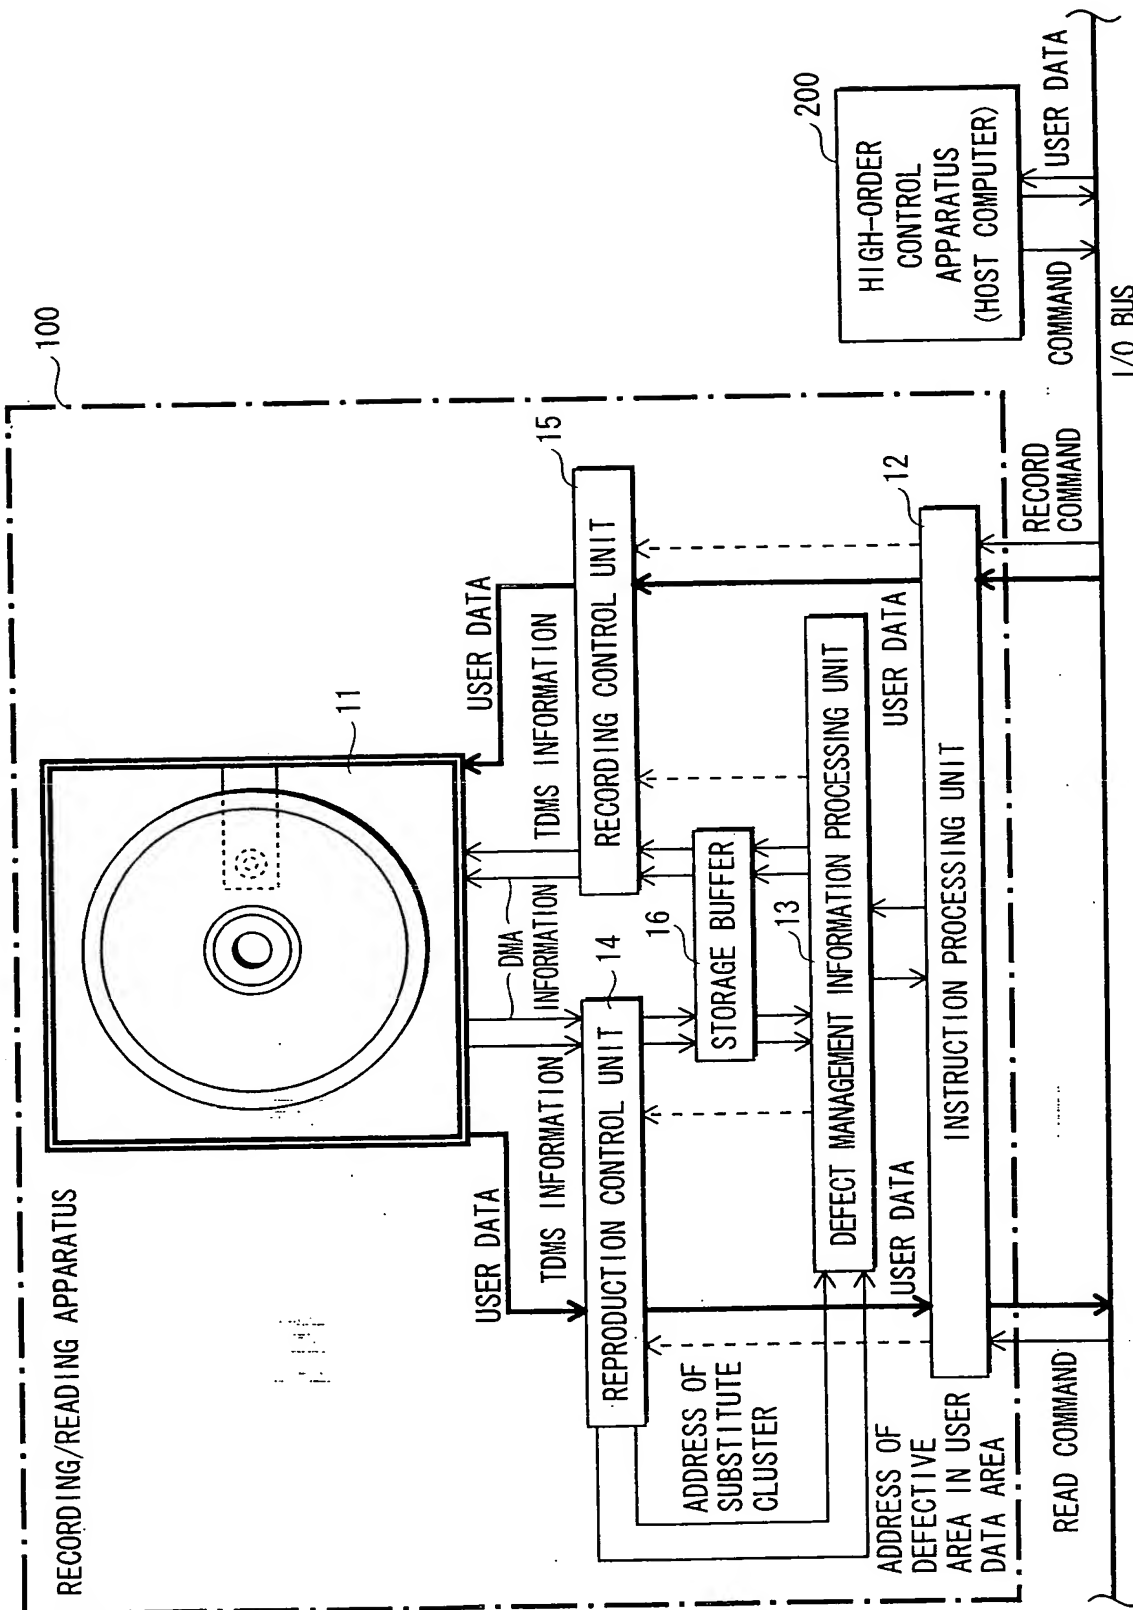 RECORDING/READING APPARATUS
100
11
USER DATA
TDMS INFORMATION
DMA
INFORMATION
TDMS INFORMATION
USER DATA
14
REPRODUCTION CONTROL UNIT
15
RECORDING CONTROL UNIT
16
STORAGE BUFFER
ADDRESS OF
SUBSTITUTE
CLUSTER
13
DEFECT MANAGEMENT INFORMATION PROCESSING UNIT
ADDRESS OF
DEFECTIVE
AREA IN USER
DATA AREA
USER DATA
USER DATA
12
INSTRUCTION PROCESSING UNIT
READ COMMAND
RECORD
COMMAND
200
HIGH-ORDER
CONTROL
APPARATUS
(HOST COMPUTER)
COMMAND
USER DATA
I/O BUS